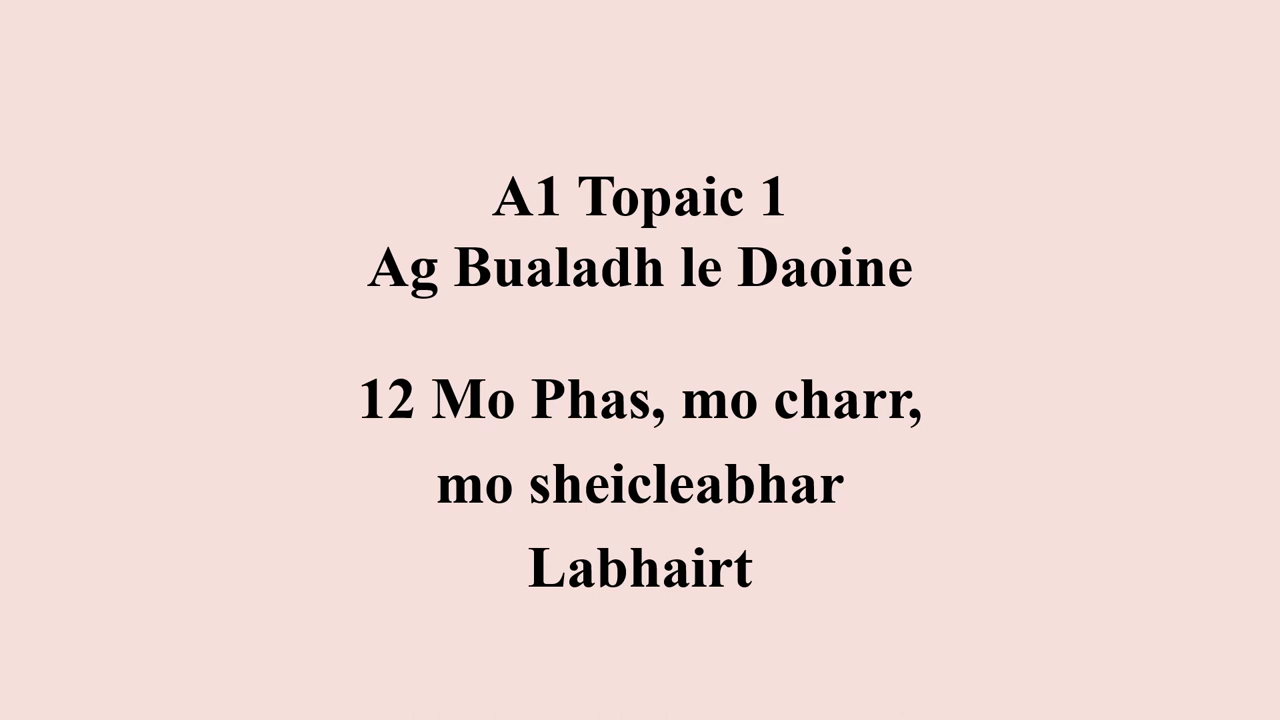 A1 Topaic 1
Ag Bualadh le Daoine
12 Mo Phas, mo charr,
mo sheicleabhar
Labhairt